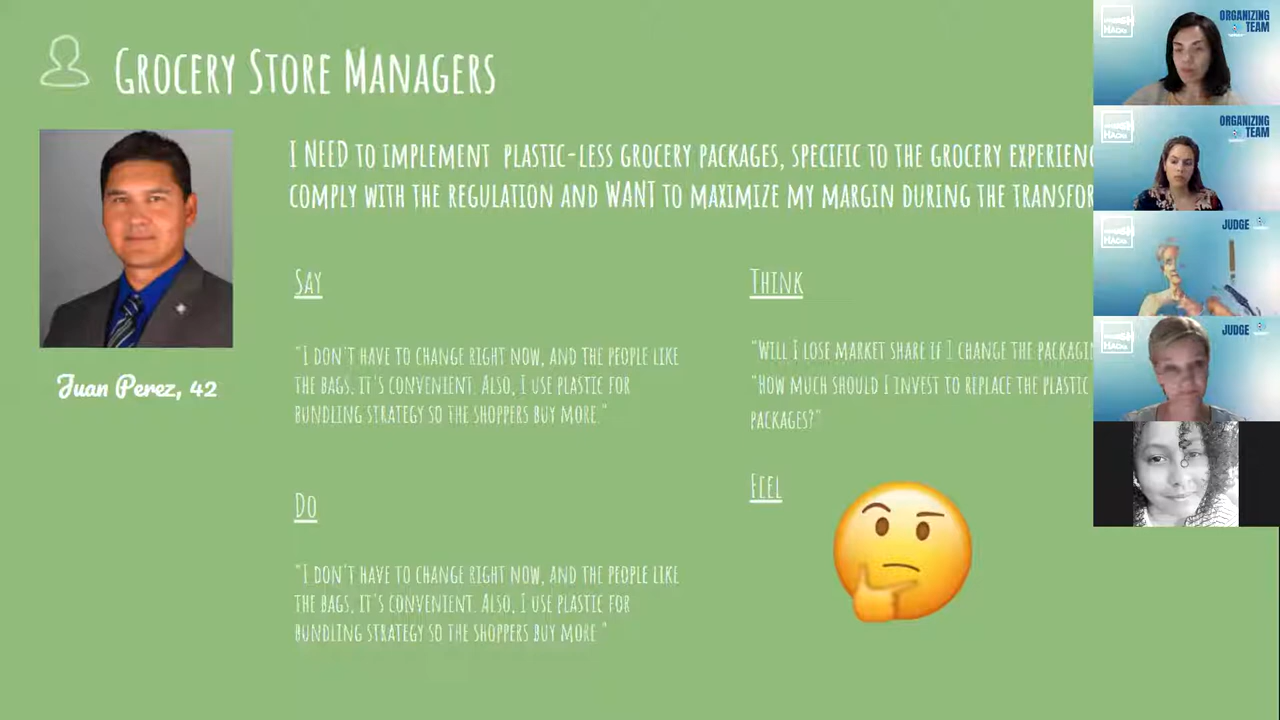 GROCERY STORE MANAGERS
I NEED TO IMPLEMENT PLASTIC-LESS GROCERY PACKAGES, SPECIFIC TO THE GROCERY
COMPLY WITH THE REGULATION AND WANT TO MAXIMIZE MY MARGIN DURING THE
Juan Perez, 42
SAY
"I DON'T HAVE TO CHANGE RIGHT NOW, AND THE PEOPLE LIKE
THE BAGS, IT'S CONVENIENT. ALSO, I USE PLASTIC FOR
BUNDLING STRATEGY SO THE SHOPPERS BUY MORE."
DO
"I DON'T HAVE TO CHANGE RIGHT NOW, AND THE PEOPLE LIKE
THE BAGS, IT'S CONVENIENT. ALSO, I USE PLASTIC FOR
BUNDLING STRATEGY SO THE SHOPPERS BUY MORE."
THINK
"WILL I LOSE MARKET SHARE IF I CHANGE THE
"HOW MUCH SHOULD I INVEST TO REPLACE THE PLASTIC
PACKAGES?"
FEEL
ORGANIZING
TEAM
ORGANIZING
TEAM
JUDGE
JUDGE